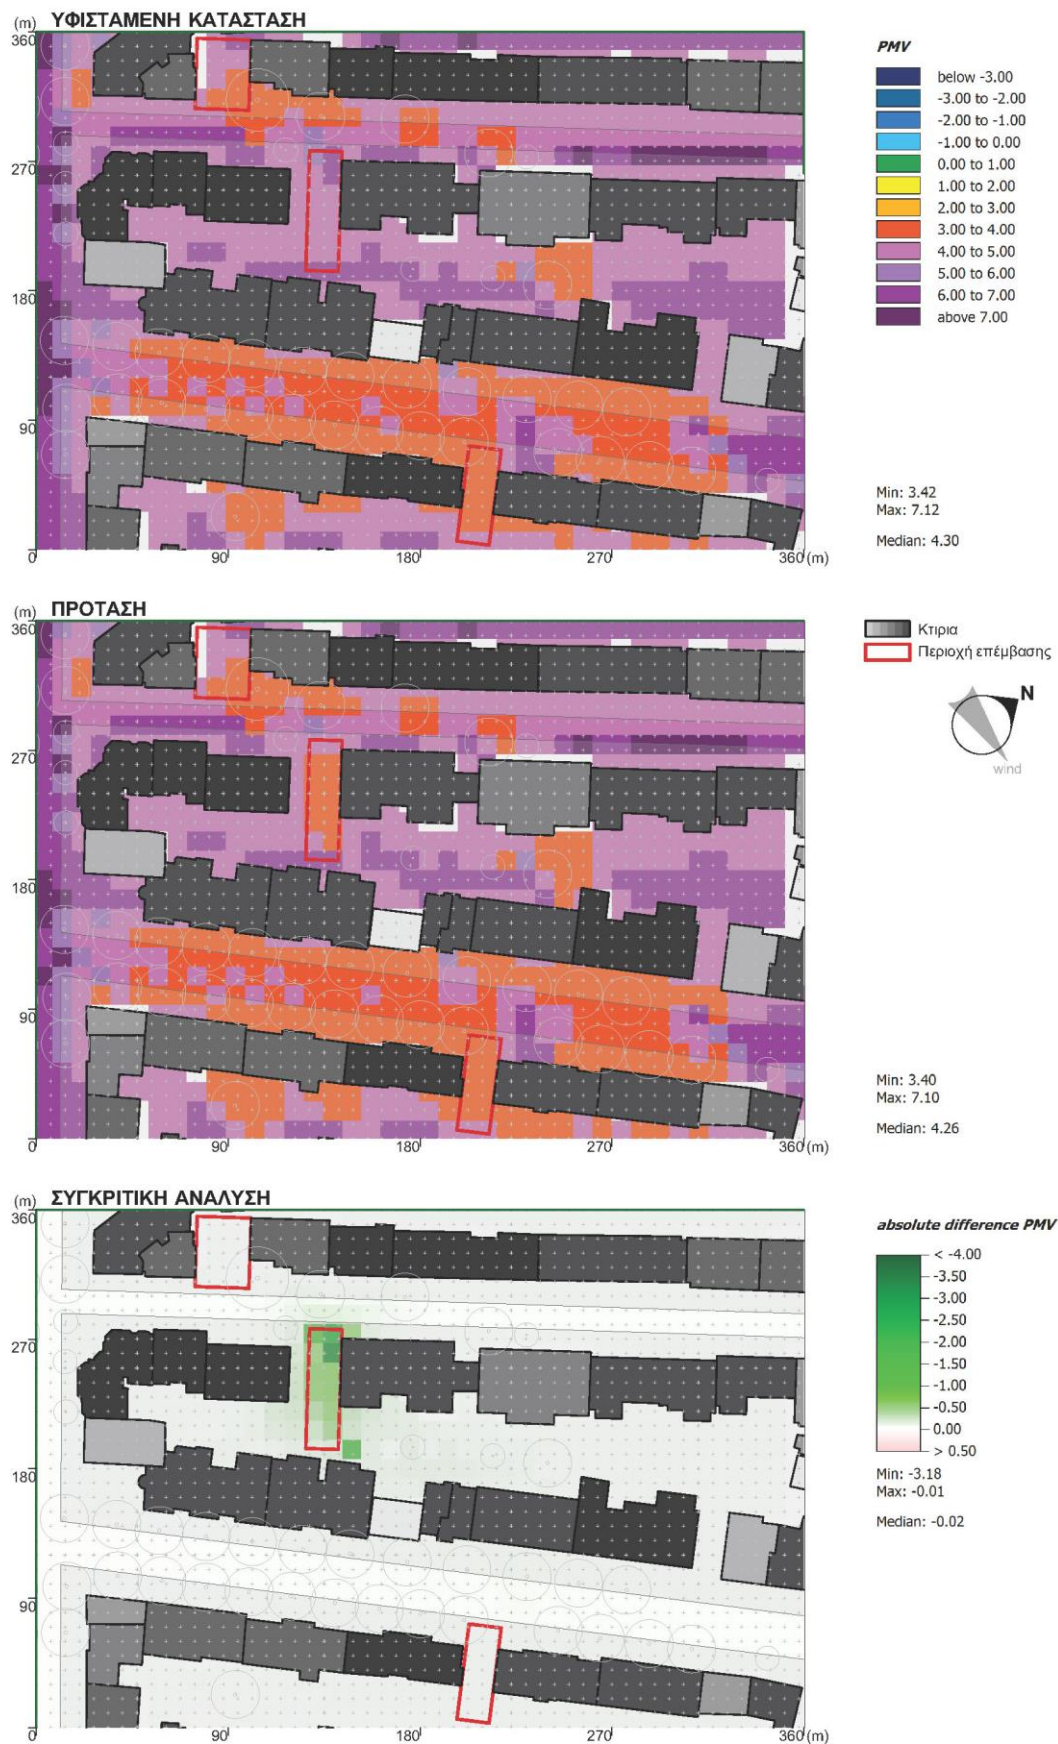 (m) ΥΦΙΣΤΑΜΕΝΗ ΚΑΤΑΣΤΑΣΗ
360
270
180
90
0 90 180 270 360 (m)
PMV
below -3.00
-3.00 to -2.00
-2.00 to -1.00
-1.00 to 0.00
0.00 to 1.00
1.00 to 2.00
2.00 to 3.00
3.00 to 4.00
4.00 to 5.00
5.00 to 6.00
6.00 to 7.00
above 7.00
Min: 3.42
Max: 7.12
Median: 4.30
(m) ΠΡΟΤΑΣΗ
360
270
180
90
0 90 180 270 360 (m)
Κτιρια
Περιοχή επέμβασης
N
wind
Min: 3.40
Max: 7.10
Median: 4.26
(m) ΣΥΓΚΡΙΤΙΚΗ ΑΝΑΛΥΣΗ
360
270
180
90
0 90 180 270 360 (m)
absolute difference PMV
< -4.00
-3.50
-3.00
-2.50
-2.00
-1.50
-1.00
-0.50
0.00
> 0.50
Min: -3.18
Max: -0.01
Median: -0.02